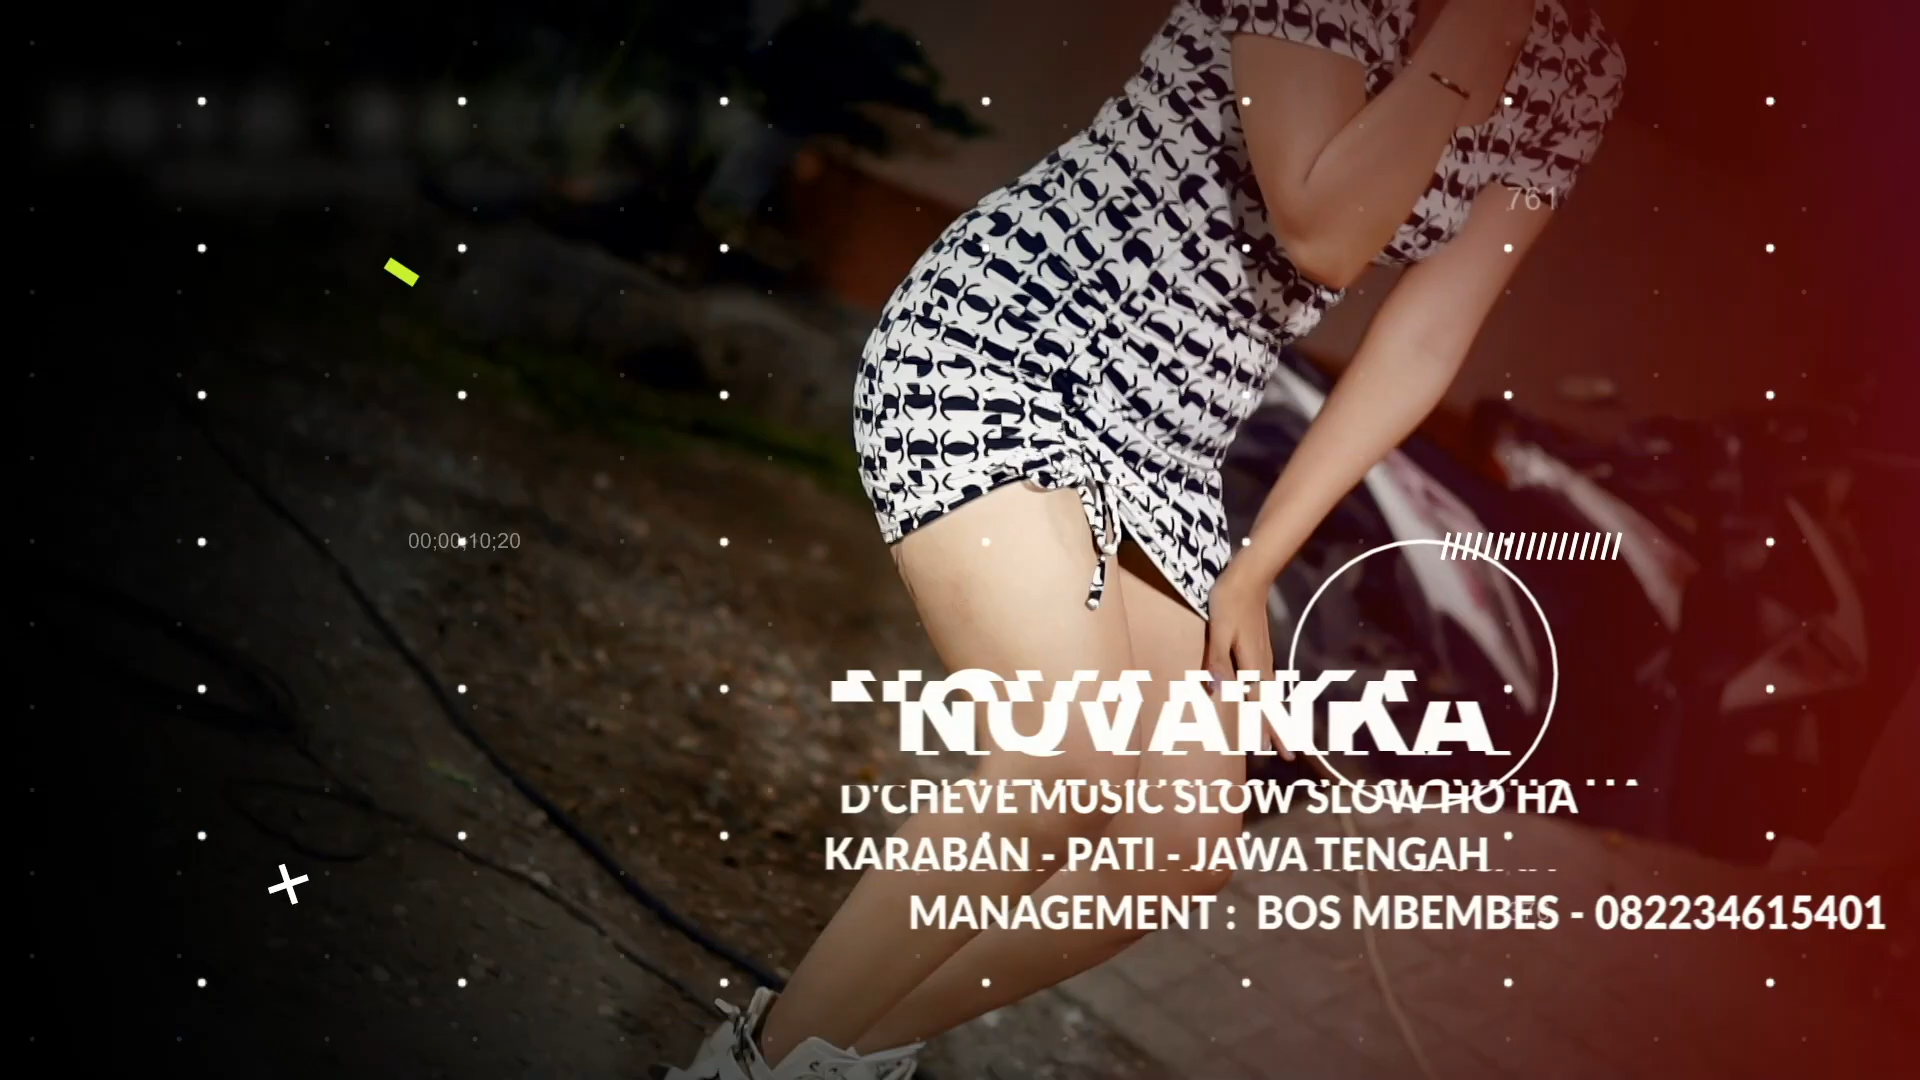 761
00;00;10;20
NOVANKA
D'CHEVE MUSIC SLOW SLOW HO HA
KARABAN - PATI - JAWA TENGAH
MANAGEMENT : BOS MBEMBES - 082234615401